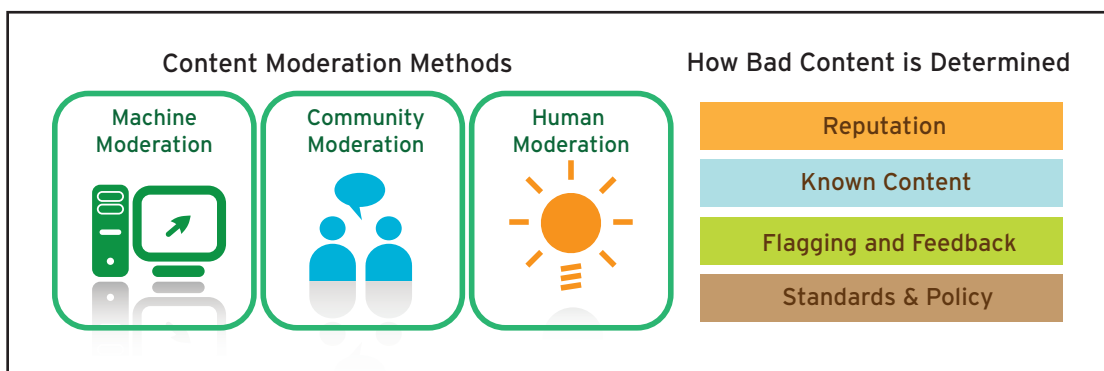 Content Moderation Methods
Machine
Moderation
Community
Moderation
Human
Moderation
How Bad Content is Determined
Reputation
Known Content
Flagging and Feedback
Standards & Policy